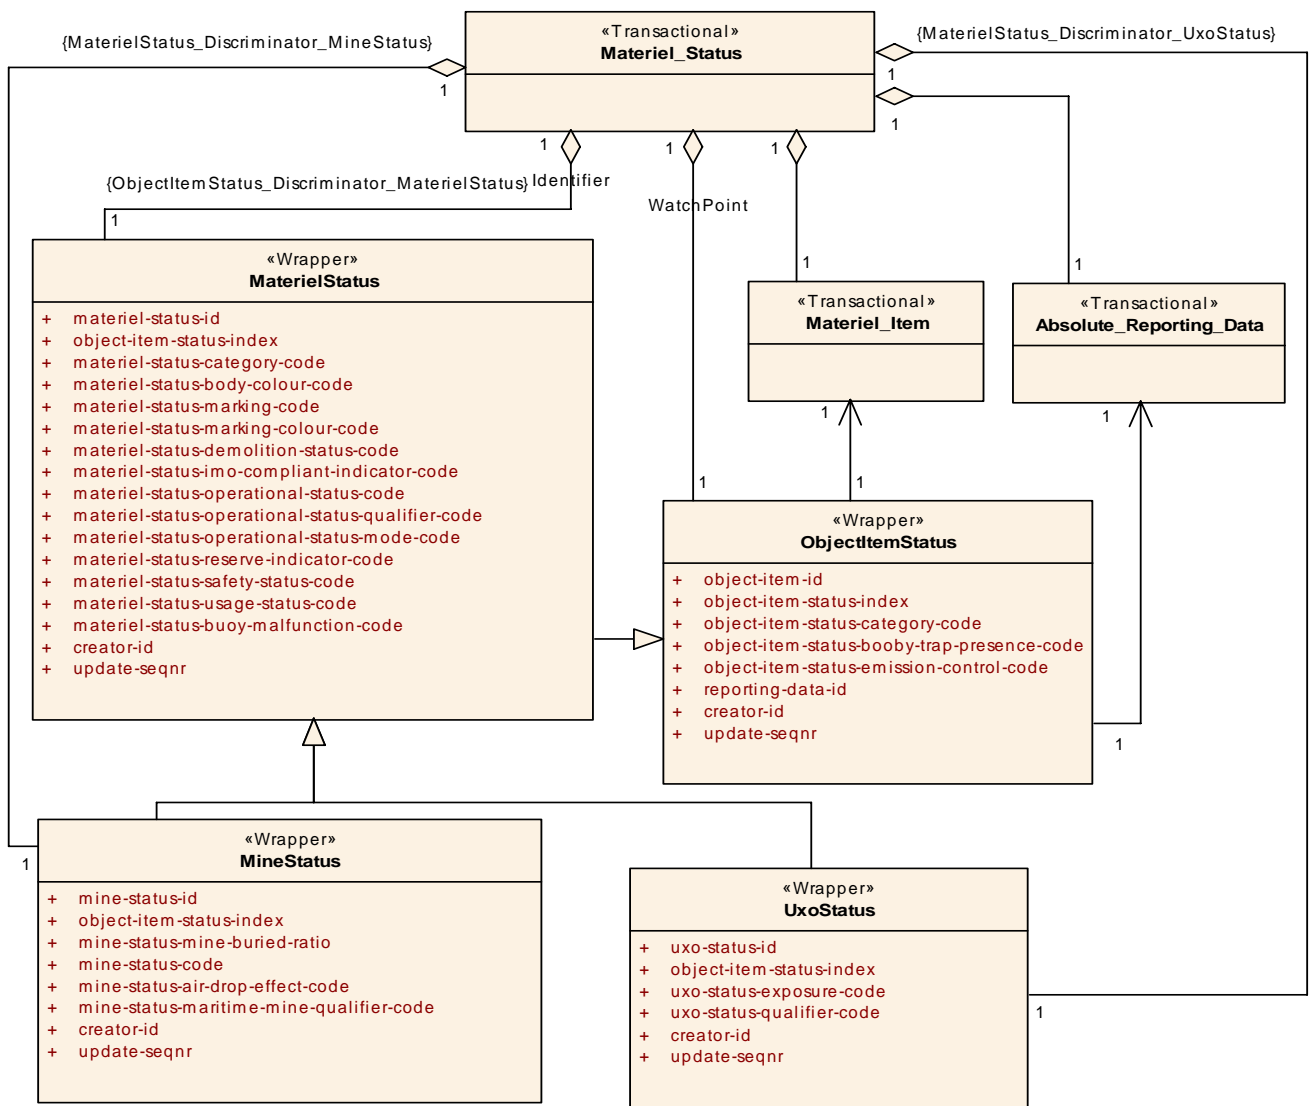 «Transactional»
Materiel_Status
{MaterielStatus_Discriminator_MineStatus}
1
{MaterielStatus_Discriminator_UxoStatus}
1
1
1
1
1
{ObjectItemStatus_Discriminator_MaterielStatus}
Identifier
WatchPoint
1
1
1
«Wrapper»
MaterielStatus
+ materiel-status-id
+ object-item-status-index
+ materiel-status-category-code
+ materiel-status-body-colour-code
+ materiel-status-marking-code
+ materiel-status-marking-colour-code
+ materiel-status-demolition-status-code
+ materiel-status-imo-compliant-indicator-code
+ materiel-status-operational-status-code
+ materiel-status-operational-status-qualifier-code
+ materiel-status-operational-status-mode-code
+ materiel-status-reserve-indicator-code
+ materiel-status-safety-status-code
+ materiel-status-usage-status-code
+ materiel-status-buoy-malfunction-code
+ creator-id
+ update-seqnr
«Transactional»
Materiel_Item
«Transactional»
Absolute_Reporting_Data
1
1
1
1
«Wrapper»
ObjectItemStatus
+ object-item-id
+ object-item-status-index
+ object-item-status-category-code
+ object-item-status-booby-trap-presence-code
+ object-item-status-emission-control-code
+ reporting-data-id
+ creator-id
+ update-seqnr
1
1
«Wrapper»
MineStatus
+ mine-status-id
+ object-item-status-index
+ mine-status-mine-buried-ratio
+ mine-status-code
+ mine-status-air-drop-effect-code
+ mine-status-maritime-mine-qualifier-code
+ creator-id
+ update-seqnr
«Wrapper»
UxoStatus
+ uxo-status-id
+ object-item-status-index
+ uxo-status-exposure-code
+ uxo-status-qualifier-code
+ creator-id
+ update-seqnr
1